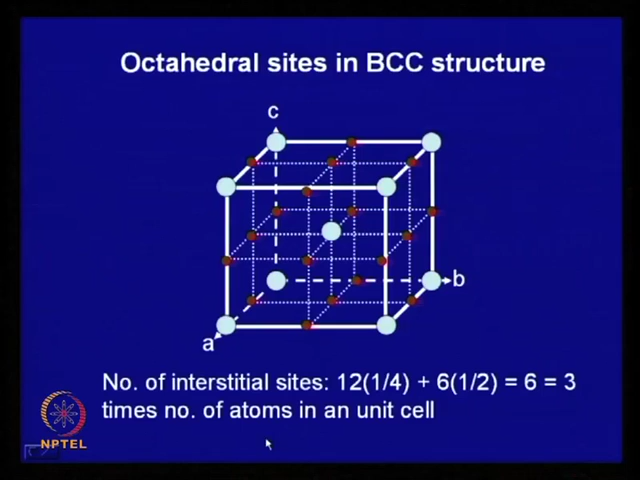 Octahedral sites in BCC structure
c
b
a
No. of interstitial sites: 12(1/4) + 6(1/2) = 6 = 3
times no. of atoms in an unit cell
NPTEL